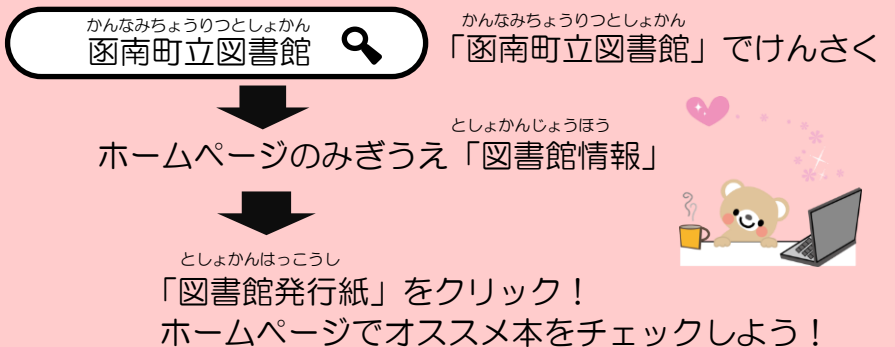 かんなみちょうりつとしょかん
函南町立図書館
かんなみちょうりつとしょかん
「函南町立図書館」でけんさく
としょかんじょうほう
ホームページのみぎうえ「図書館情報」
としょかんはっこうし
「図書館発行紙」をクリック！
ホームページでオススメ本をチェックしよう！